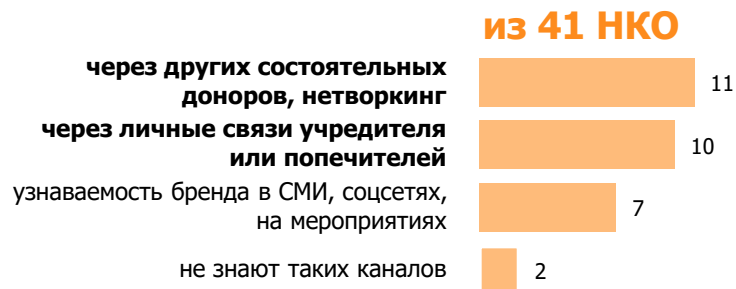 из 41 НКО
через других состоятельных
доноров, нетворкинг
11
через личные связи учредителя
или попечителей
10
узнаваемость бренда в СМИ, соцсетях,
на мероприятиях
7
не знают таких каналов
2